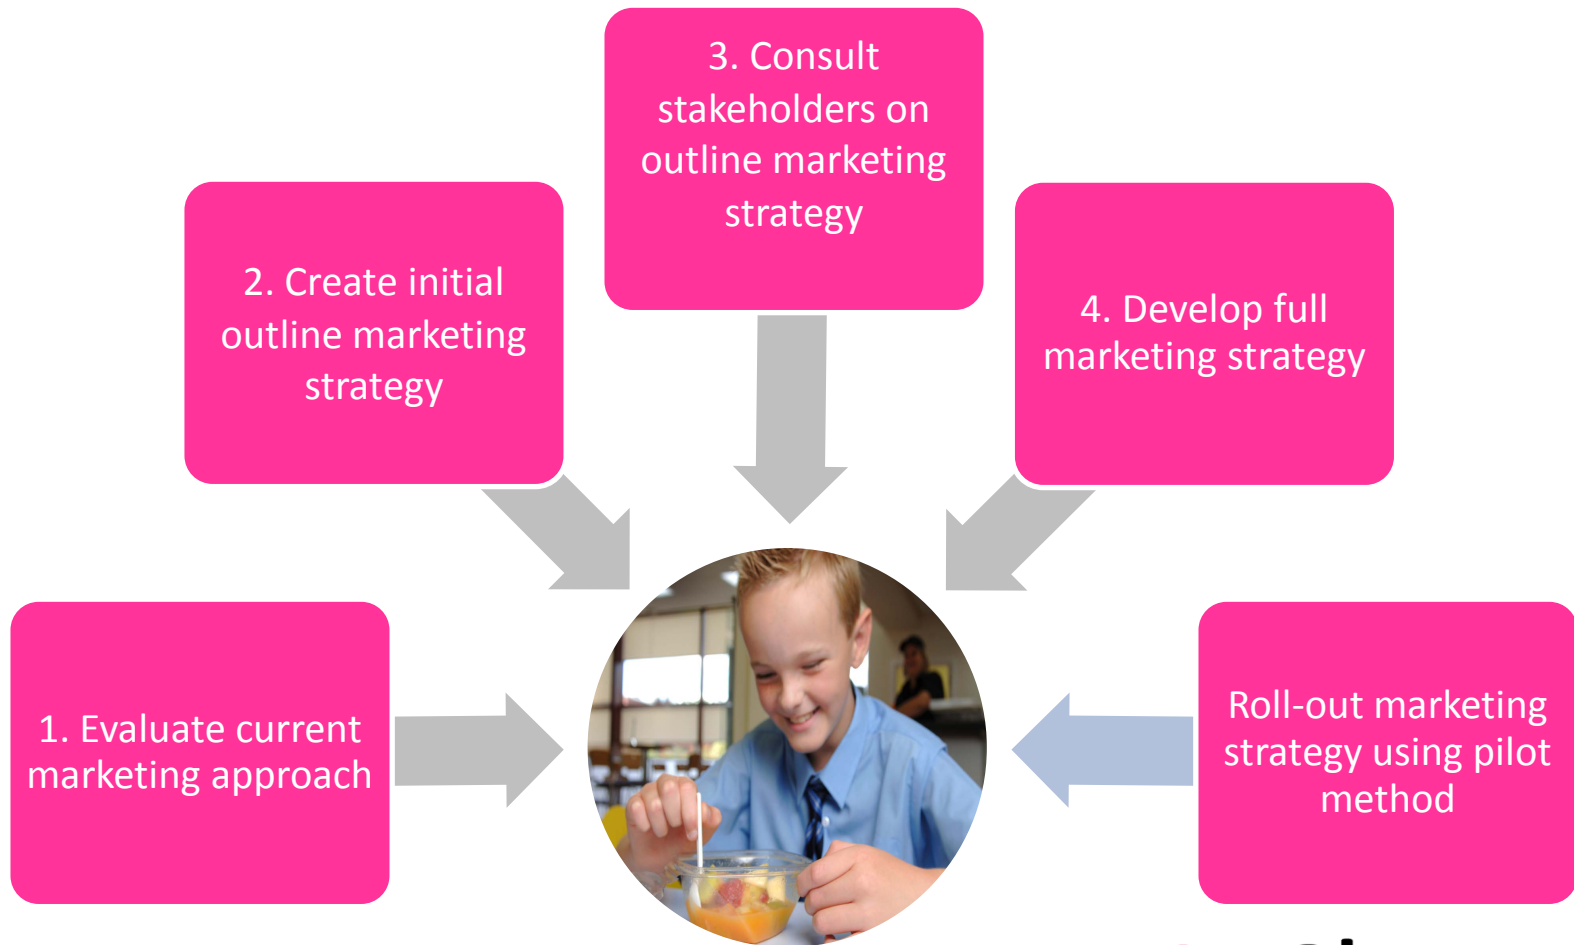 3. Consult
stakeholders on
outline marketing
strategy
2. Create initial
outline marketing
strategy
4. Develop full
marketing strategy
1. Evaluate current
marketing approach
Roll-out marketing
strategy using pilot
method